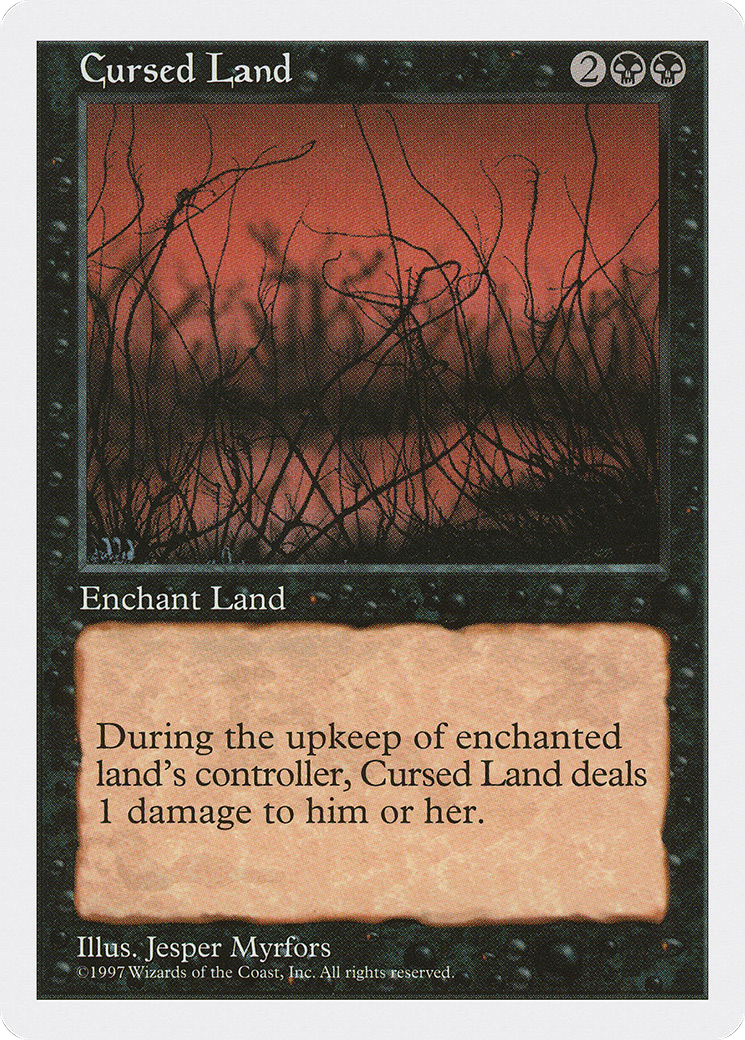 Cursed Land 2
Enchant Land
During the upkeep of enchanted
land's controller, Cursed Land deals
1 damage to him or her.
Illus. Jesper Myrfors
©1997 Wizards of the Coast, Inc. All rights reserved.